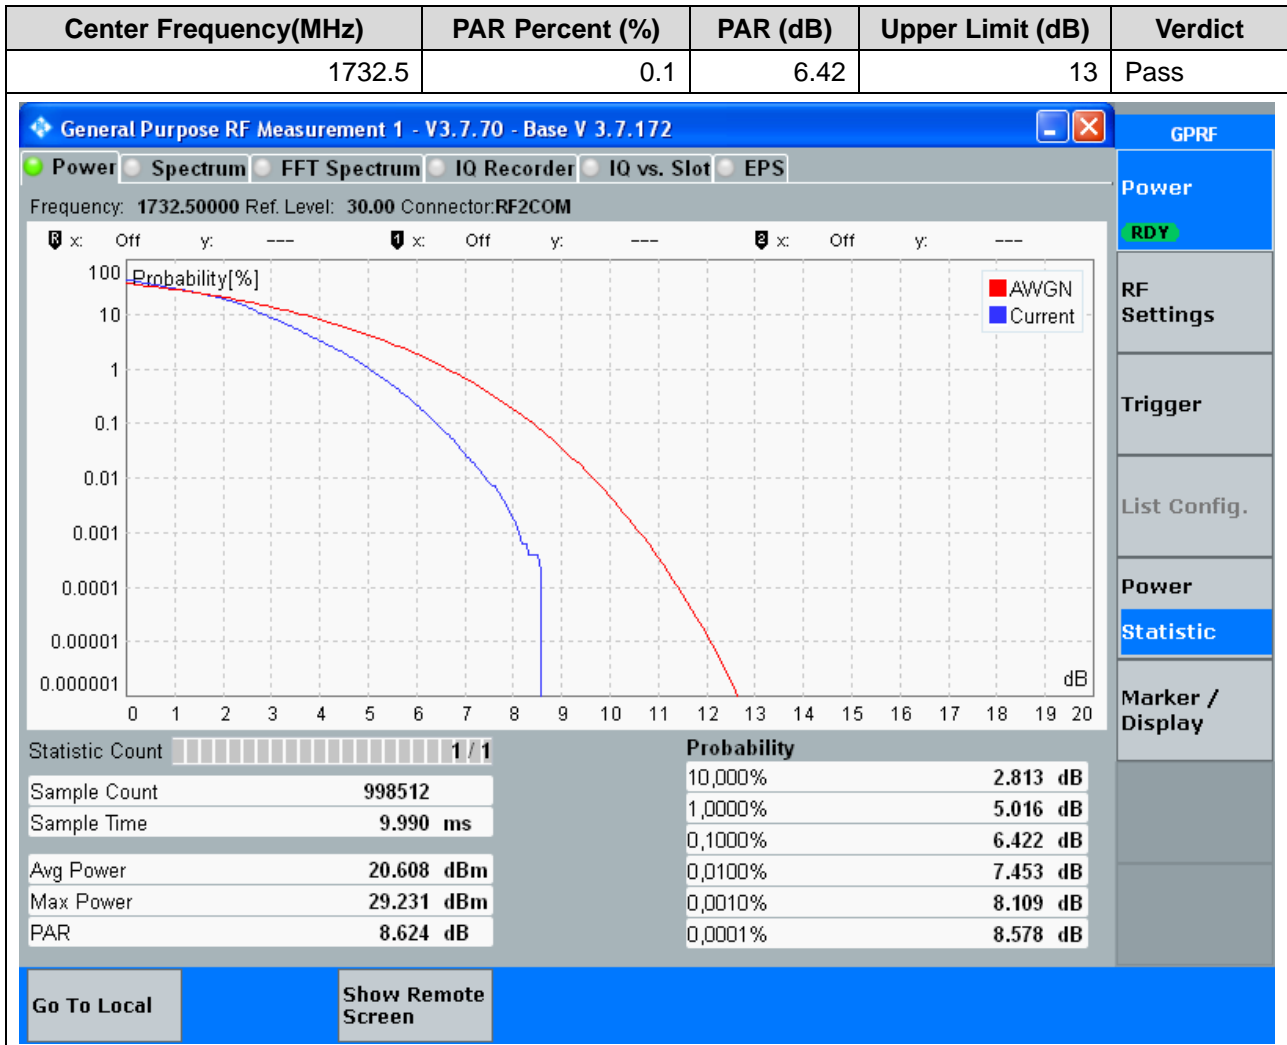 Center Frequency(MHz) PAR Percent (%) PAR (dB) Upper Limit (dB) Verdict
1732.5 0.1 6.42 13 Pass
General Purpose RF Measurement 1 - V3.7.70 - Base V 3.7.172
GPRF
Power Spectrum FFT Spectrum IQ Recorder IQ vs. Slot EPS
Frequency: 1732.50000 Ref. Level: 30.00 Connector:RF2COM
R x: Off y: --- 1 x: Off y: --- 2 x: Off y: ---
Probability[%]
AWGN
Current
100
10
1
0.1
0.01
0.001
0.0001
0.00001
0.000001
dB
0 1 2 3 4 5 6 7 8 9 10 11 12 13 14 15 16 17 18 19 20
Statistic Count 1 / 1
Sample Count 998512
Sample Time 9.990 ms
Avg Power 20.608 dBm
Max Power 29.231 dBm
PAR 8.624 dB
Probability
10,000% 2.813 dB
1,0000% 5.016 dB
0,1000% 6.422 dB
0,0100% 7.453 dB
0,0010% 8.109 dB
0,0001% 8.578 dB
Power
RDY
RF
Settings
Trigger
List Config.
Power
Statistic
Marker /
Display
Go To Local
Show Remote
Screen